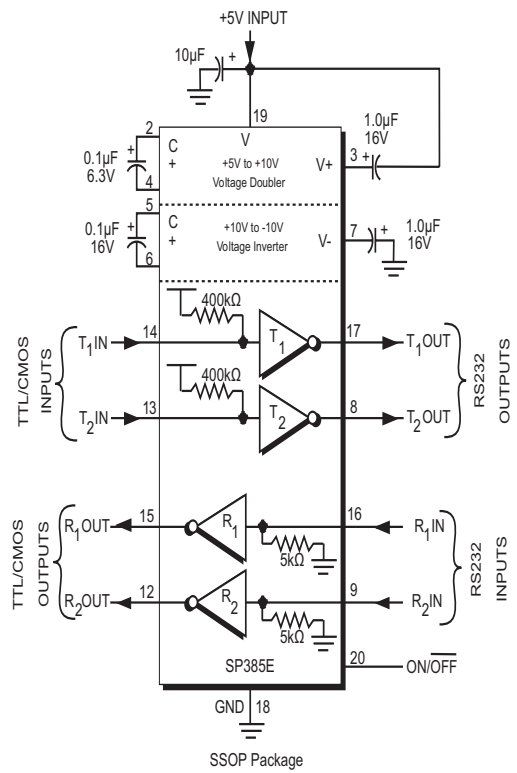 +5V INPUT
10µF
+
19
V
2
C
+
+5V to +10V
Voltage Doubler
V+
3
+
1.0µF
16V
+
0.1µF
6.3V
4
5
C
+
+10V to -10V
Voltage Inverter
V-
7
+
1.0µF
16V
+
0.1µF
16V
6
400kΩ
T1IN
14
T1
17
T1OUT
400kΩ
T2IN
13
T2
8
T2OUT
TTL/CMOS
INPUTS
RS232
OUTPUTS
R1OUT
15
R1
16
R1IN
5kΩ
R2OUT
12
R2
9
R2IN
5kΩ
TTL/CMOS
OUTPUTS
RS232
INPUTS
20
ON/OFF
SP385E
GND
18
SSOP Package